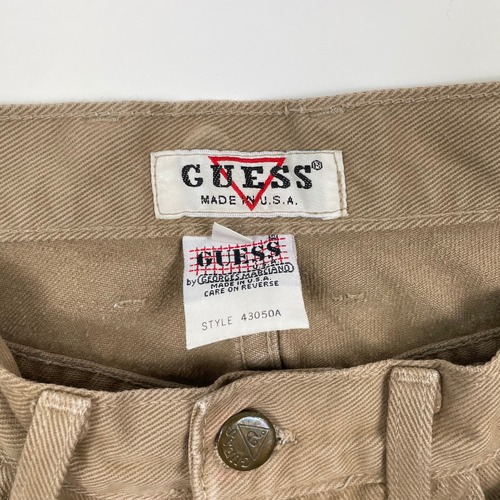 GUESS®
MADE IN U.S.A.
GUESS
U.S.A.
by GEORGES MARCIANO
MADE IN U.S.A.
CARE ON REVERSE
STYLE 43050A